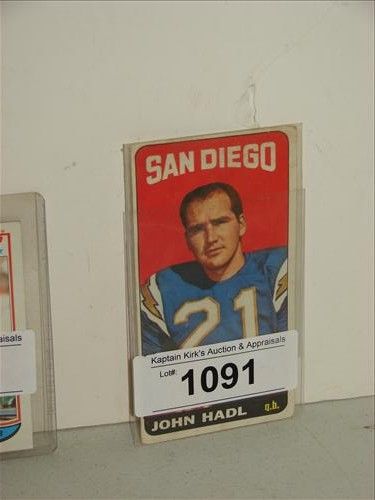 SAN DIEGO
21
Kaptain Kirk's Auction & Appraisals
Lot#:
1091
JOHN HADL q.b.
aisals